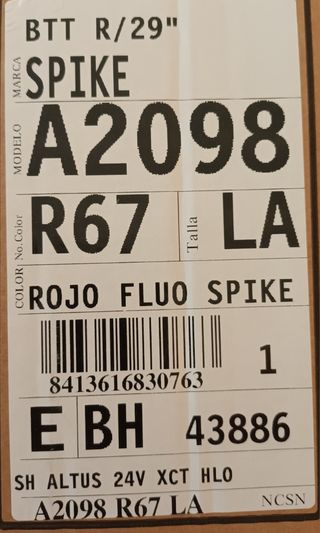 BTT R/29"
MARCA SPIKE
MODELO A2098
No.Color R67 Talla LA
COLOR ROJO FLUO SPIKE
8413616830763 1
E BH 43886
SH ALTUS 24V XCT HLO
A2098 R67 LA NCSN